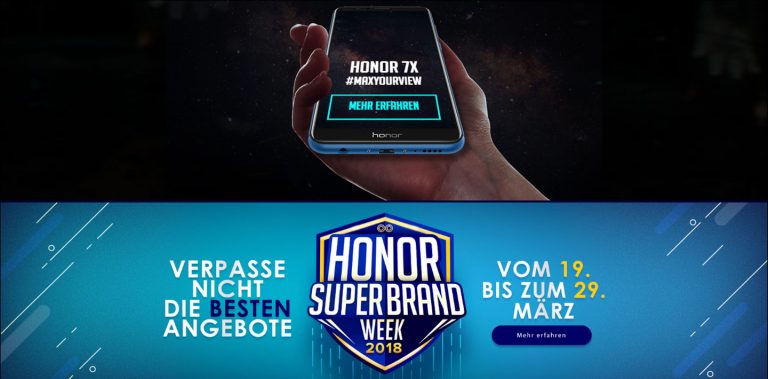 HONOR 7X
#MAXYOURVIEW
MEHR ERFAHREN
honor
VERPASSE
NICHT
DIE BESTEN
ANGEBOTE
HONOR
SUPER BRAND
WEEK
2018
VOM 19.
BIS ZUM 29.
MÄRZ
Mehr erfahren